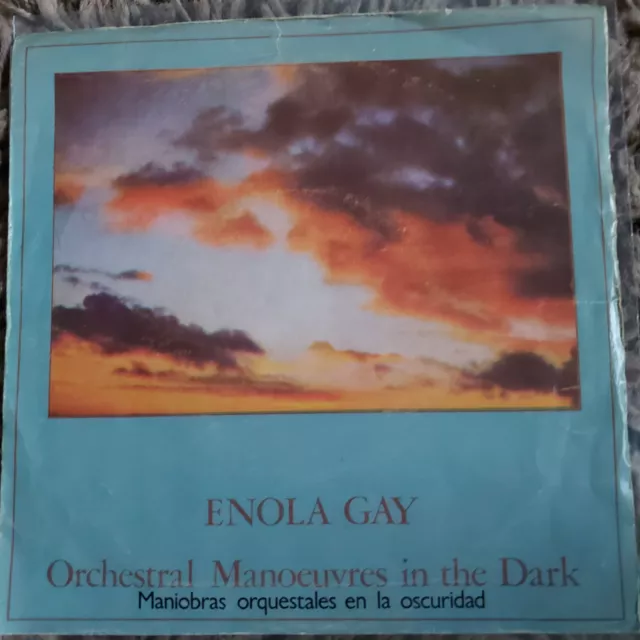 ENOLA GAY
Orchestral Manoeuvres in the Dark
Maniobras orquestales en la oscuridad